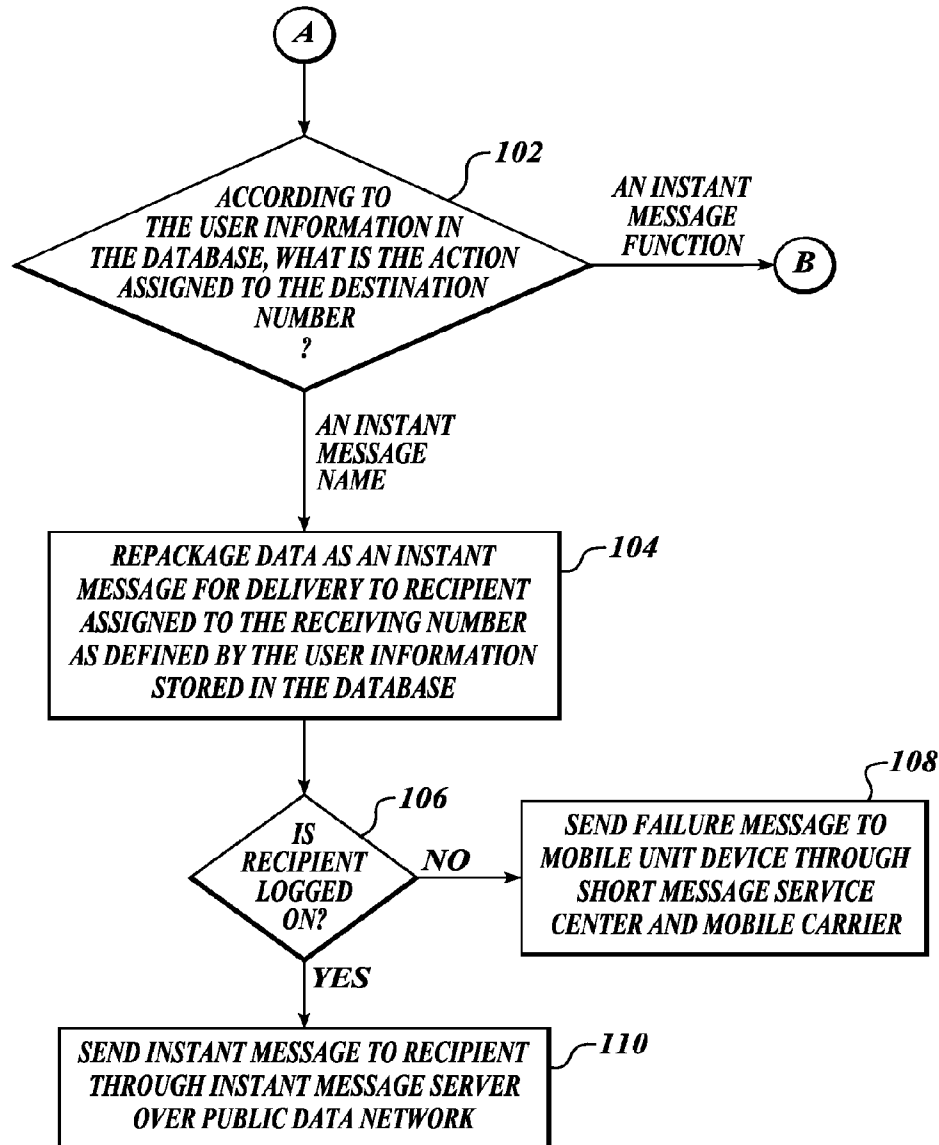 A
102
ACCORDING TO
THE USER INFORMATION IN
THE DATABASE, WHAT IS THE ACTION
ASSIGNED TO THE DESTINATION
NUMBER
?
AN INSTANT
MESSAGE
FUNCTION
B
AN INSTANT
MESSAGE
NAME
104
REPACKAGE DATA AS AN INSTANT
MESSAGE FOR DELIVERY TO RECIPIENT
ASSIGNED TO THE RECEIVING NUMBER
AS DEFINED BY THE USER INFORMATION
STORED IN THE DATABASE
106
IS
RECIPIENT
LOGGED
ON?
NO
108
SEND FAILURE MESSAGE TO
MOBILE UNIT DEVICE THROUGH
SHORT MESSAGE SERVICE
CENTER AND MOBILE CARRIER
YES
110
SEND INSTANT MESSAGE TO RECIPIENT
THROUGH INSTANT MESSAGE SERVER
OVER PUBLIC DATA NETWORK